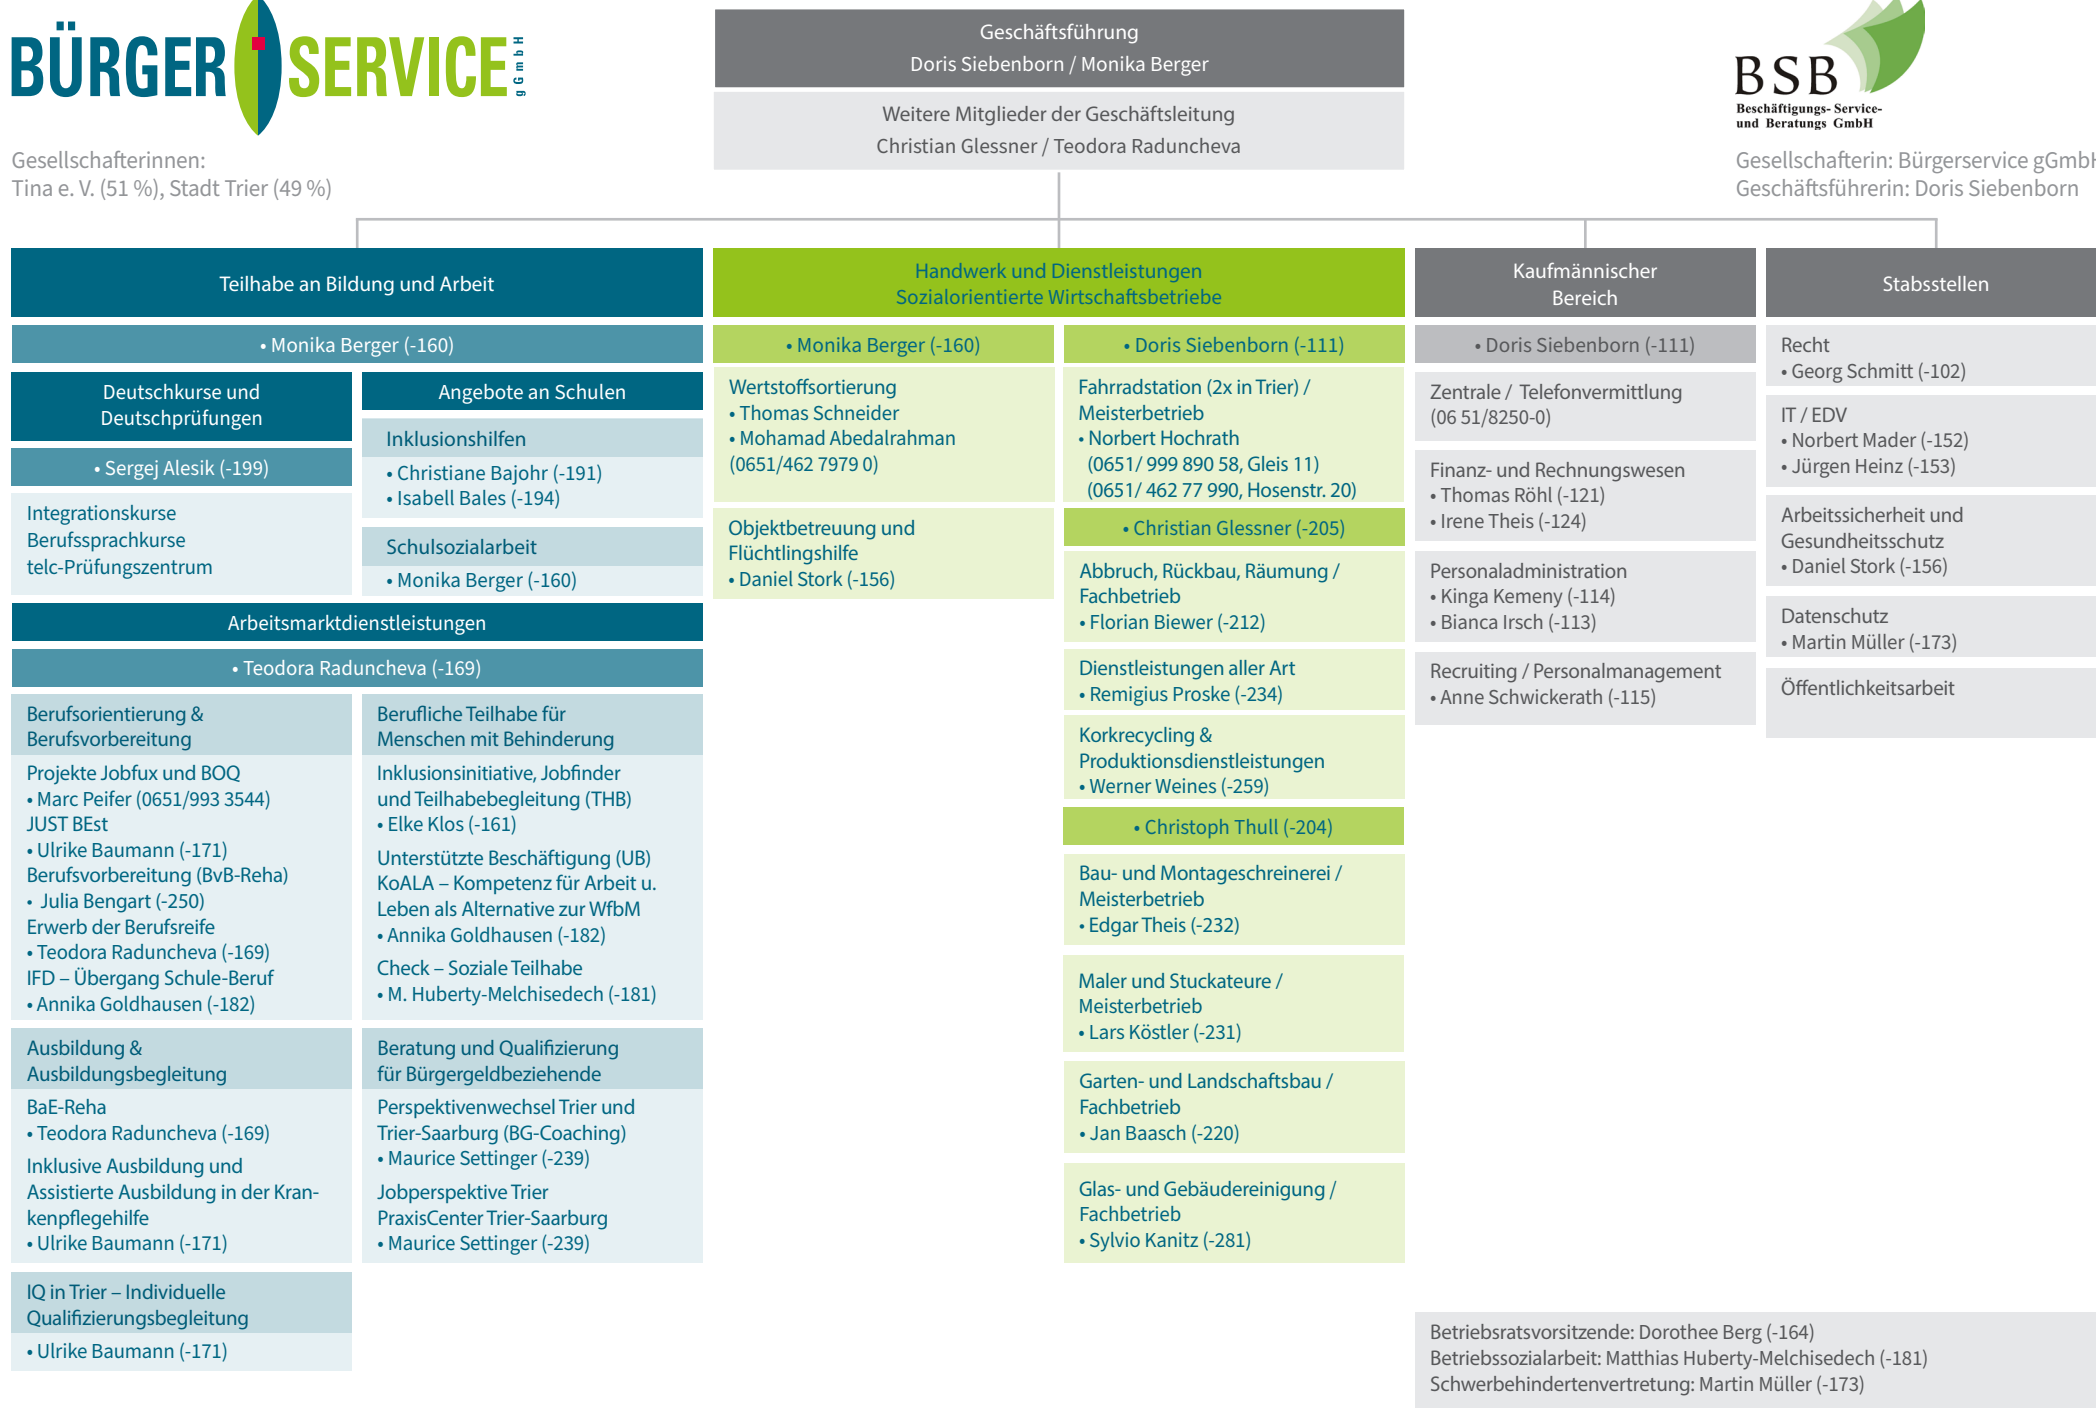 BÜRGER SERVICE gGmbH
Gesellschafterinnen:
Tina e. V. (51 %), Stadt Trier (49 %)
Geschäftsführung
Doris Siebenborn / Monika Berger
Weitere Mitglieder der Geschäftsleitung
Christian Glessner / Teodora Raduncheva
BSB
Beschäftigungs- Service-
und Beratungs GmbH
Gesellschafterin: Bürgerservice gGmbH
Geschäftsführerin: Doris Siebenborn
Teilhabe an Bildung und Arbeit
• Monika Berger (-160)
Deutschkurse und
Deutschprüfungen
• Sergej Alesik (-199)
Integrationskurse
Berufssprachkurse
telc-Prüfungszentrum
Angebote an Schulen
Inklusionshilfen
• Christiane Bajohr (-191)
• Isabell Bales (-194)
Schulsozialarbeit
• Monika Berger (-160)
Arbeitsmarktdienstleistungen
• Teodora Raduncheva (-169)
Berufsorientierung &
Berufsvorbereitung
Projekte Jobfux und BOQ
• Marc Peifer (0651/993 3544)
JUST BEst
• Ulrike Baumann (-171)
Berufsvorbereitung (BvB-Reha)
• Julia Bengart (-250)
Erwerb der Berufsreife
• Teodora Raduncheva (-169)
IFD – Übergang Schule-Beruf
• Annika Goldhausen (-182)
Ausbildung &
Ausbildungsbegleitung
BaE-Reha
• Teodora Raduncheva (-169)
Inklusive Ausbildung und
Assistierte Ausbildung in der Kran-
kenpflegehilfe
• Ulrike Baumann (-171)
IQ in Trier – Individuelle
Qualifizierungsbegleitung
• Ulrike Baumann (-171)
Berufliche Teilhabe für
Menschen mit Behinderung
Inklusionsinitiative, Jobfinder
und Teilhabebegleitung (THB)
• Elke Klos (-161)
Unterstützte Beschäftigung (UB)
KoALA – Kompetenz für Arbeit u.
Leben als Alternative zur WfbM
• Annika Goldhausen (-182)
Check – Soziale Teilhabe
• M. Huberty-Melchisedech (-181)
Beratung und Qualifizierung
für Bürgergeldbeziehende
Perspektivenwechsel Trier und
Trier-Saarburg (BG-Coaching)
• Maurice Settinger (-239)
Jobperspektive Trier
PraxisCenter Trier-Saarburg
• Maurice Settinger (-239)
Handwerk und Dienstleistungen
Sozialorientierte Wirtschaftsbetriebe
• Monika Berger (-160)
Wertstoffsortierung
• Thomas Schneider
• Mohamad Abedalrahman
(0651/462 7979 0)
Objektbetreuung und
Flüchtlingshilfe
• Daniel Stork (-156)
• Doris Siebenborn (-111)
Fahrradstation (2x in Trier) /
Meisterbetrieb
• Norbert Hochrath
(0651/ 999 890 58, Gleis 11)
(0651/ 462 77 990, Hosenstr. 20)
• Christian Glessner (-205)
Abbruch, Rückbau, Räumung /
Fachbetrieb
• Florian Biewer (-212)
Dienstleistungen aller Art
• Remigius Proske (-234)
Korkrecycling &
Produktionsdienstleistungen
• Werner Weines (-259)
• Christoph Thull (-204)
Bau- und Montageschreinerei /
Meisterbetrieb
• Edgar Theis (-232)
Maler und Stuckateure /
Meisterbetrieb
• Lars Köstler (-231)
Garten- und Landschaftsbau /
Fachbetrieb
• Jan Baasch (-220)
Glas- und Gebäudereinigung /
Fachbetrieb
• Sylvio Kanitz (-281)
Kaufmännischer
Bereich
• Doris Siebenborn (-111)
Zentrale / Telefonvermittlung
(06 51/8250-0)
Finanz- und Rechnungswesen
• Thomas Röhl (-121)
• Irene Theis (-124)
Personaladministration
• Kinga Kemeny (-114)
• Bianca Irsch (-113)
Recruiting / Personalmanagement
• Anne Schwickerath (-115)
Stabsstellen
Recht
• Georg Schmitt (-102)
IT / EDV
• Norbert Mader (-152)
• Jürgen Heinz (-153)
Arbeitssicherheit und
Gesundheitsschutz
• Daniel Stork (-156)
Datenschutz
• Martin Müller (-173)
Öffentlichkeitsarbeit
Betriebsratsvorsitzende: Dorothee Berg (-164)
Betriebssozialarbeit: Matthias Huberty-Melchisedech (-181)
Schwerbehindertenvertretung: Martin Müller (-173)